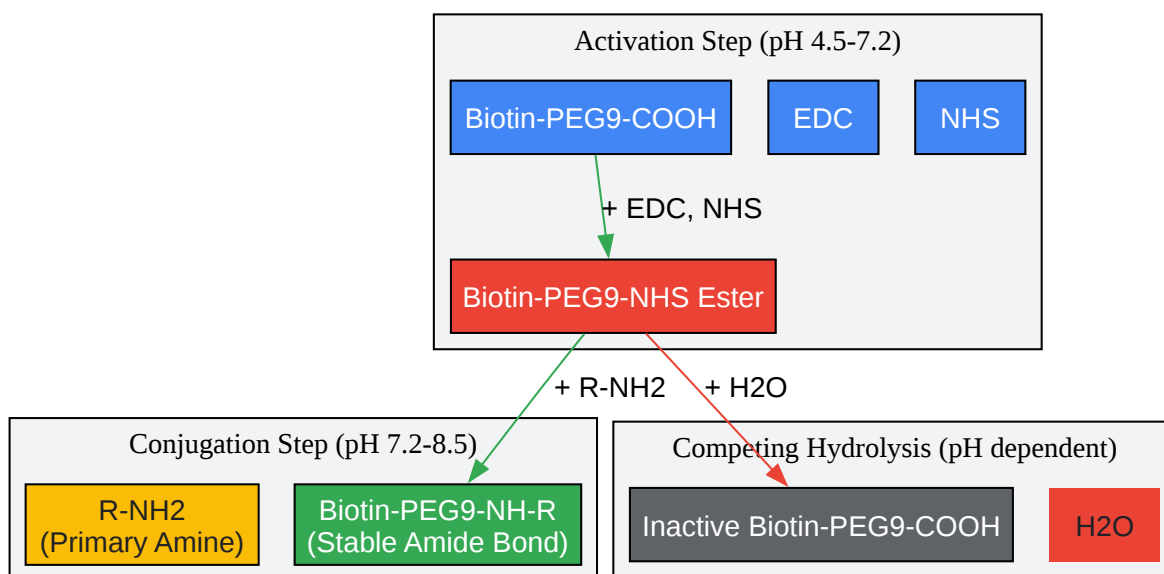 Activation Step (pH 4.5-7.2)
Biotin-PEG9-COOH
EDC
NHS
+ EDC, NHS
Biotin-PEG9-NHS Ester
+ R-NH2
+ H2O
Conjugation Step (pH 7.2-8.5)
R-NH2
(Primary Amine)
Biotin-PEG9-NH-R
(Stable Amide Bond)
Competing Hydrolysis (pH dependent)
Inactive Biotin-PEG9-COOH
H2O